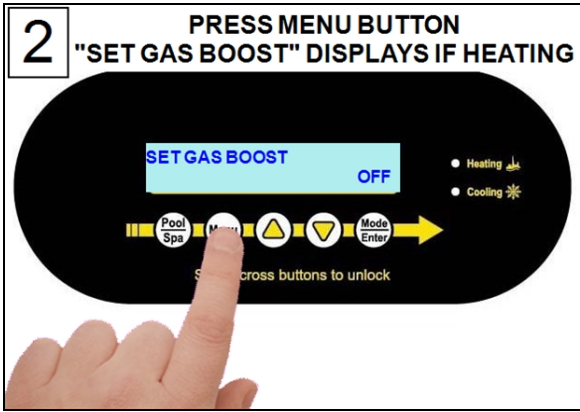 2
PRESS MENU BUTTON
"SET GAS BOOST" DISPLAYS IF HEATING
SET GAS BOOST
OFF
Heating
Cooling
Pool
Spa
Mode
Enter
cross buttons to unlock